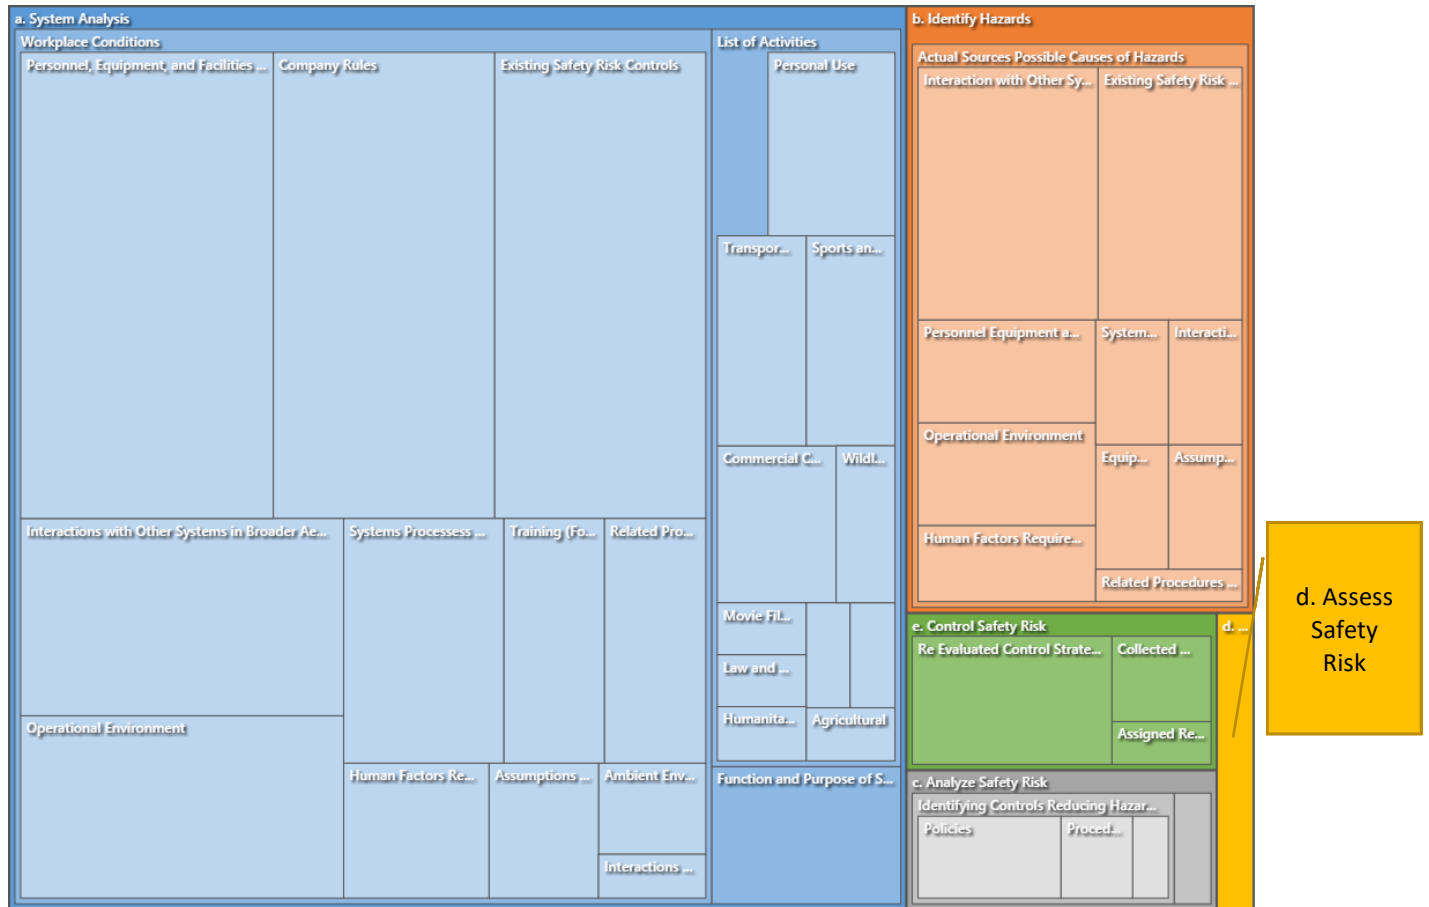 a. System Analysis
Workplace Conditions
Personnel, Equipment, and Facilities ...
Company Rules
Existing Safety Risk Controls
Interactions with Other Systems in Broader Ae...
Systems Processess ...
Training (Fo...
Related Pro...
Operational Environment
Human Factors Re...
Assumptions ...
Ambient Env...
Interactions ...
List of Activities
Personal Use
Transpor...
Sports an...
Commercial C...
Wildl...
Movie Fil...
Law and ...
Humanita...
Agricultural
Function and Purpose of S...
b. Identify Hazards
Actual Sources Possible Causes of Hazards
Interaction with Other Sy...
Existing Safety Risk ...
Personnel Equipment a...
System...
Interacti...
Operational Environment
Equip...
Assump...
Human Factors Require...
Related Procedures ...
e. Control Safety Risk
Re Evaluated Control Strate...
Collected ...
Assigned Re...
c. Analyze Safety Risk
Identifying Controls Reducing Hazar...
Policies
Proced...
d. ...
d. Assess
Safety
Risk